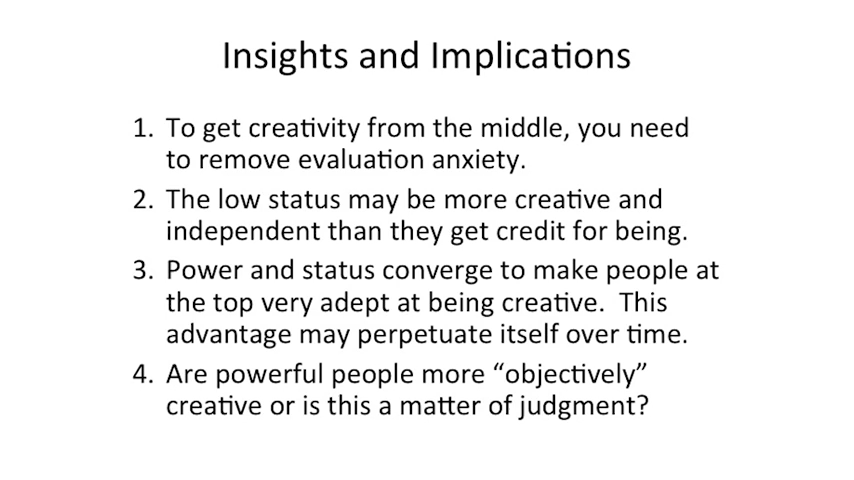 Insights and Implications
1. To get creativity from the middle, you need
to remove evaluation anxiety.
2. The low status may be more creative and
independent than they get credit for being.
3. Power and status converge to make people at
the top very adept at being creative.  This
advantage may perpetuate itself over time.
4. Are powerful people more “objectively”
creative or is this a matter of judgment?